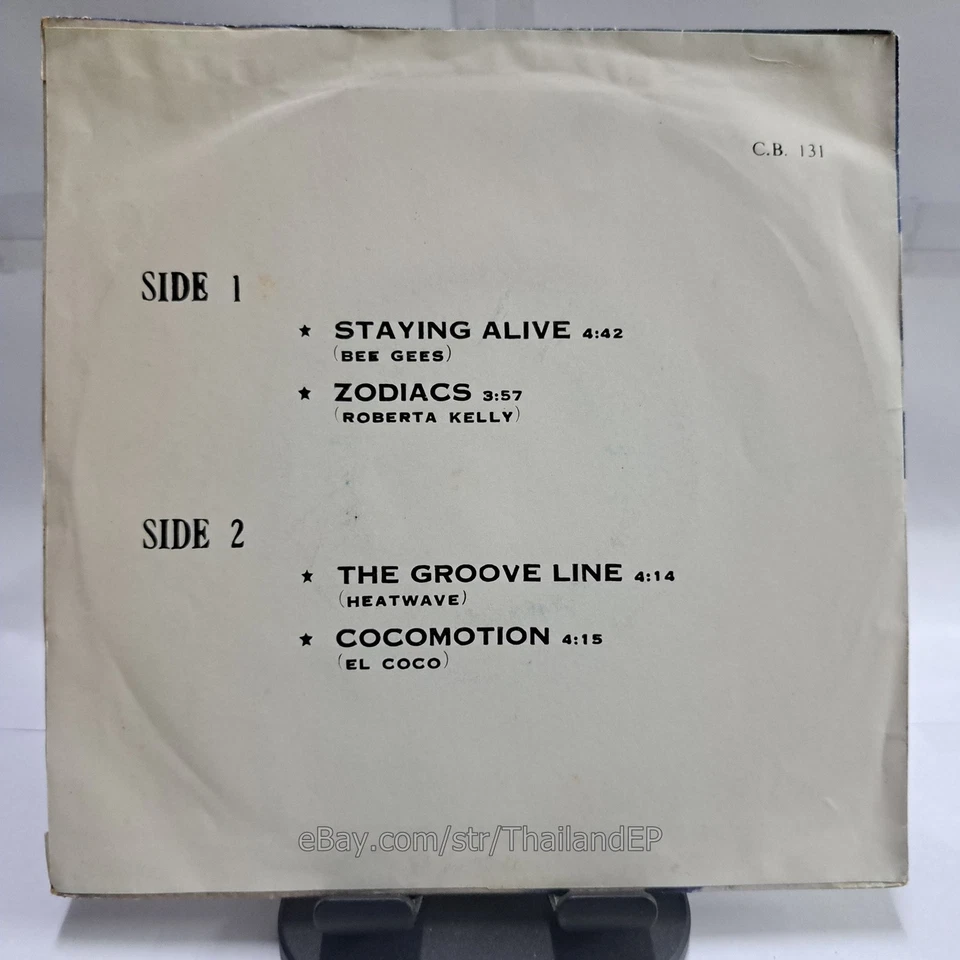 C.B. 131
SIDE 1
★ STAYING ALIVE 4:42
(BEE GEES)
★ ZODIACS 3:57
(ROBERTA KELLY)
SIDE 2
★ THE GROOVE LINE 4:14
(HEATWAVE)
★ COCOMOTION 4:15
(EL COCO)
eBay.com/str/ThailandEP